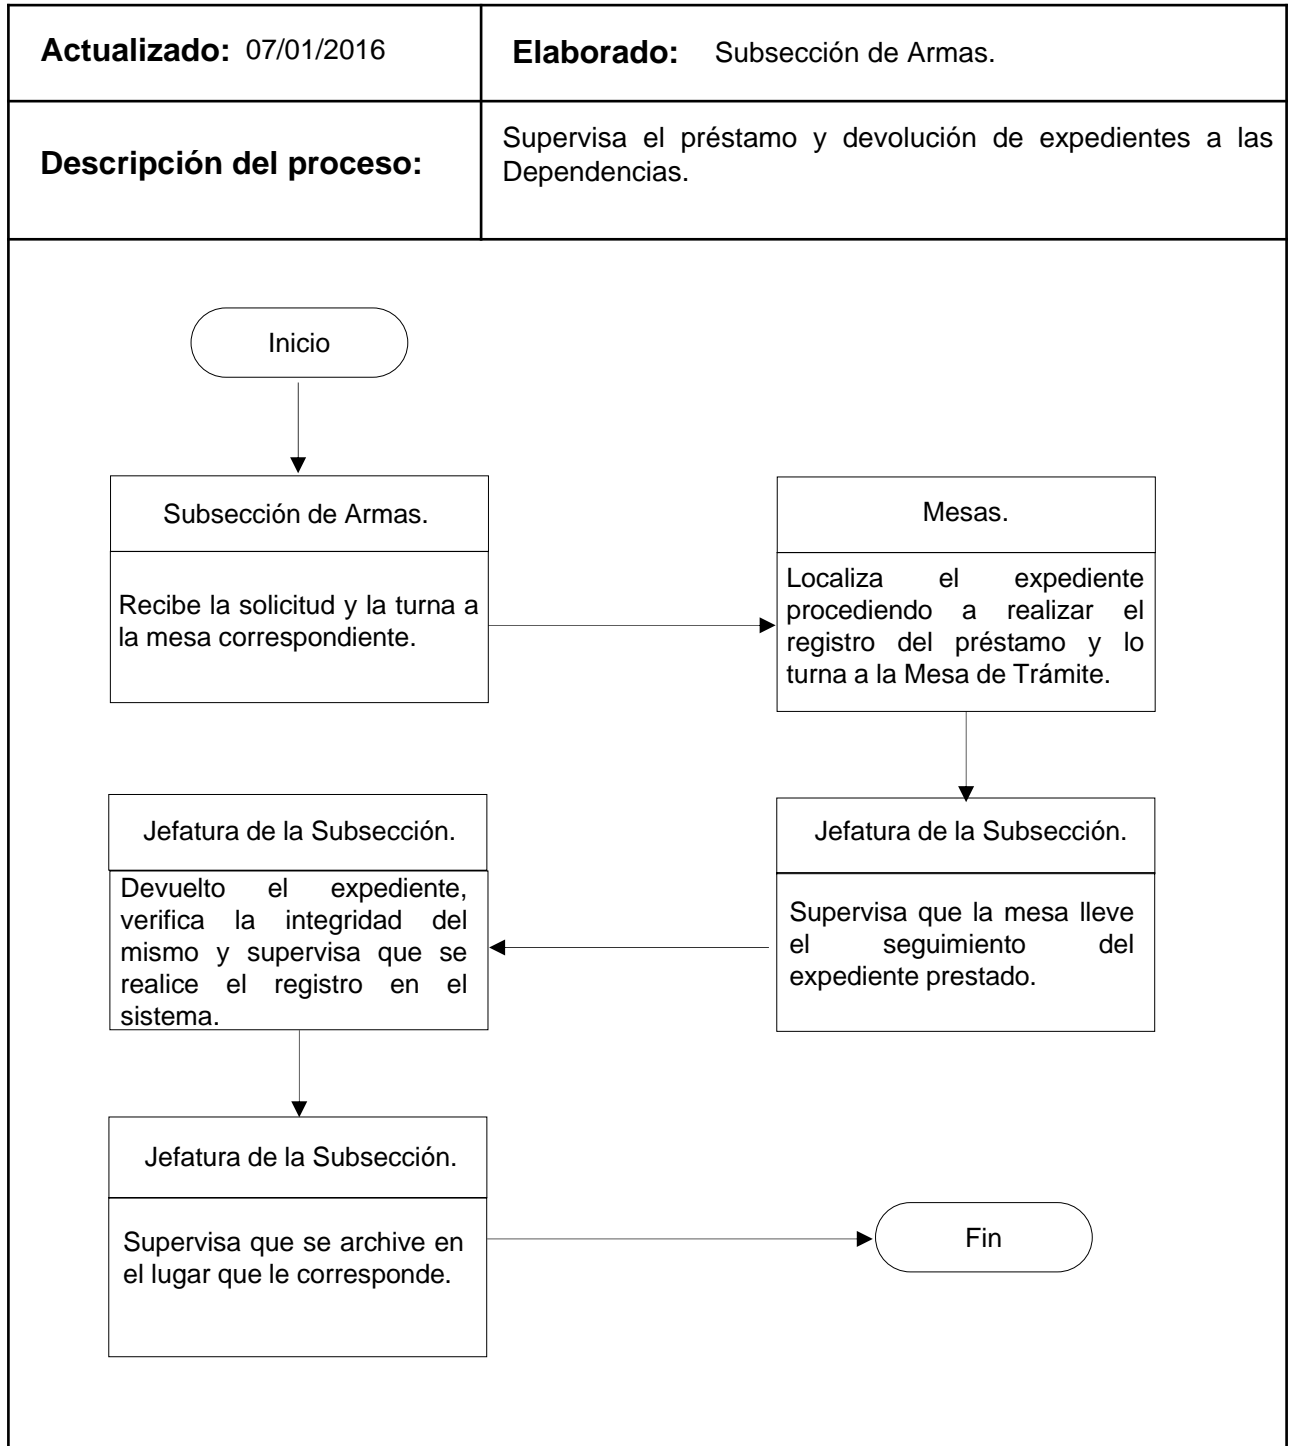 Actualizado: 07/01/2016
Elaborado: Subsección de Armas.
Descripción del proceso:
Supervisa el préstamo y devolución de expedientes a las
Dependencias.
Inicio
Subsección de Armas.
Recibe la solicitud y la turna a
la mesa correspondiente.
Mesas.
Localiza el expediente
procediendo a realizar el
registro del préstamo y lo
turna a la Mesa de Trámite.
Jefatura de la Subsección.
Supervisa que la mesa lleve
el seguimiento del
expediente prestado.
Jefatura de la Subsección.
Devuelto el expediente,
verifica la integridad del
mismo y supervisa que se
realice el registro en el
sistema.
Jefatura de la Subsección.
Supervisa que se archive en
el lugar que le corresponde.
Fin